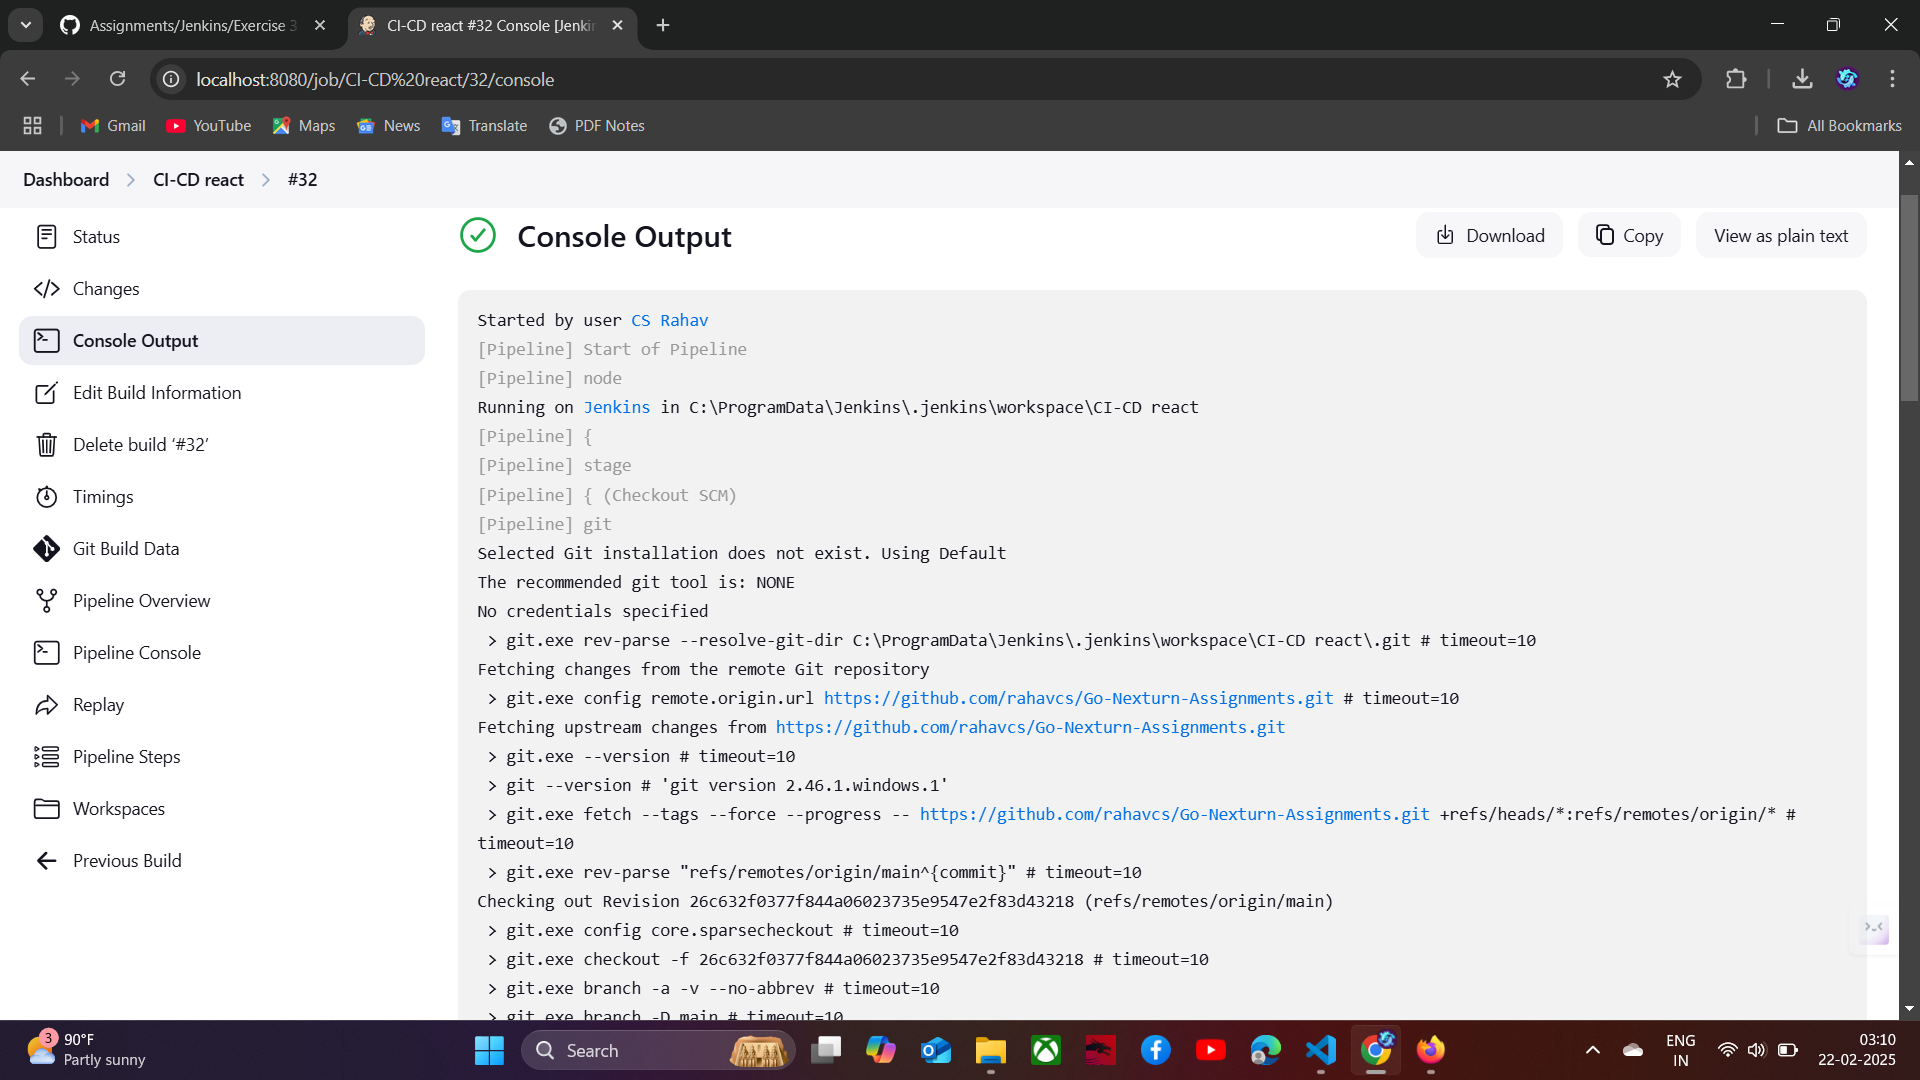 Assignments/Jenkins/Exercise 3
CI-CD react #32 Console [Jenki
localhost:8080/job/CI-CD%20react/32/console
Gmail
YouTube
Maps
News
Translate
PDF Notes
All Bookmarks
Dashboard
CI-CD react
#32
Status
Changes
Console Output
Edit Build Information
Delete build ‘#32’
Timings
Git Build Data
Pipeline Overview
Pipeline Console
Replay
Pipeline Steps
Workspaces
Previous Build
Console Output
Download
Copy
View as plain text
Started by user CS Rahav
[Pipeline] Start of Pipeline
[Pipeline] node
Running on Jenkins in C:\ProgramData\Jenkins\.jenkins\workspace\CI-CD react
[Pipeline] {
[Pipeline] stage
[Pipeline] { (Checkout SCM)
[Pipeline] git
Selected Git installation does not exist. Using Default
The recommended git tool is: NONE
No credentials specified
> git.exe rev-parse --resolve-git-dir C:\ProgramData\Jenkins\.jenkins\workspace\CI-CD react\.git # timeout=10
Fetching changes from the remote Git repository
> git.exe config remote.origin.url https://github.com/rahavcs/Go-Nexturn-Assignments.git # timeout=10
Fetching upstream changes from https://github.com/rahavcs/Go-Nexturn-Assignments.git
> git.exe --version # timeout=10
> git --version # 'git version 2.46.1.windows.1'
> git.exe fetch --tags --force --progress -- https://github.com/rahavcs/Go-Nexturn-Assignments.git +refs/heads/*:refs/remotes/origin/* #
timeout=10
> git.exe rev-parse "refs/remotes/origin/main^{commit}" # timeout=10
Checking out Revision 26c632f0377f844a06023735e9547e2f83d43218 (refs/remotes/origin/main)
> git.exe config core.sparsecheckout # timeout=10
> git.exe checkout -f 26c632f0377f844a06023735e9547e2f83d43218 # timeout=10
> git.exe branch -a -v --no-abbrev # timeout=10
> git.exe branch -D main # timeout=10
3
90°F
Partly sunny
Search
ENG
IN
03:10
22-02-2025